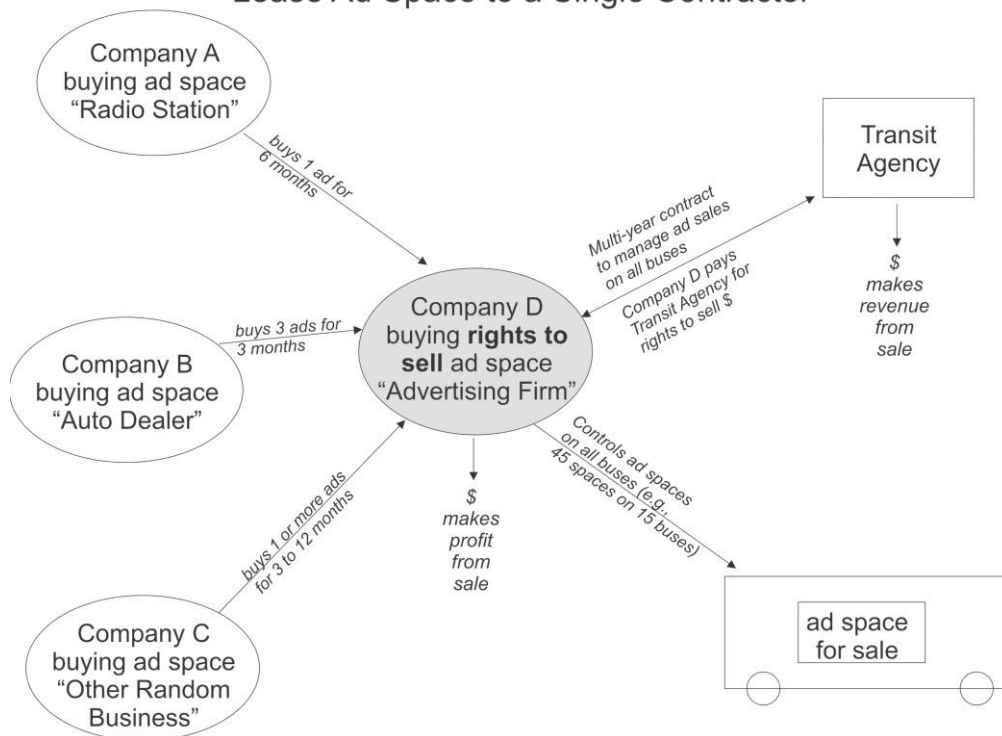 Lease Ad Space to a Single Contractor
Company A
buying ad space
“Radio Station”
buys 1 ad for
6 months
Transit
Agency
Multi-year contract
to manage ad sales
on all buses
Company D pays
Transit Agency for
rights to sell $
$
makes
revenue
from
sale
Company D
buying rights to
sell ad space
“Advertising Firm”
buys 3 ads for
3 months
Company B
buying ad space
“Auto Dealer”
Controls ad spaces
on all buses (e.g.,
45 spaces on 15 buses)
buys 1 or more ads
for 3 to 12 months
$
makes
profit
from
sale
Company C
buying ad space
“Other Random
Business”
ad space
for sale